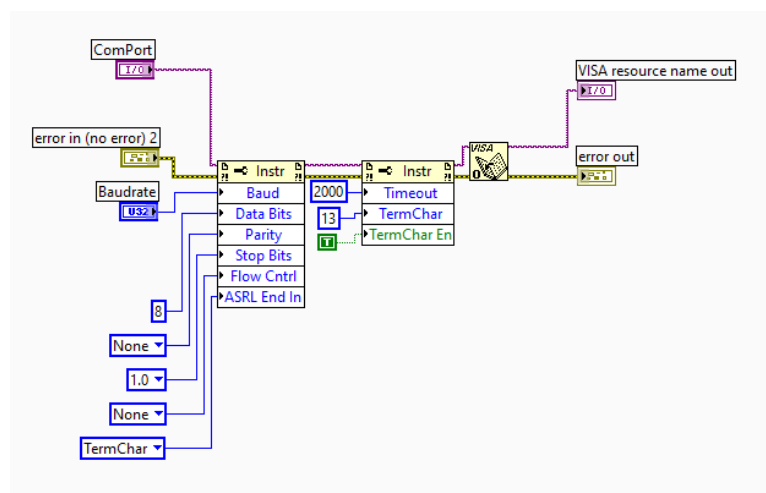 ComPort
I/O
VISA resource name out
I/O
error in (no error) 2
error out
VISA
Instr
Instr
Baudrate
U32
Baud
2000
Timeout
Data Bits
13
TermChar
Parity
T
TermChar En
Stop Bits
Flow Cntrl
8
ASRL End In
None
1.0
None
TermChar